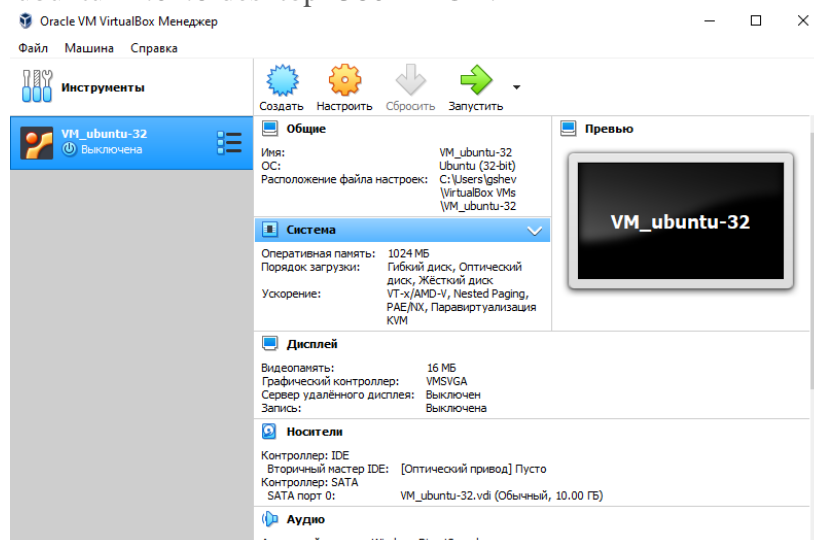 Oracle VM VirtualBox Менеджер
Файл Машина Справка
Инструменты
Создать Настроить Сбросить Запустить
VM_ubuntu-32
Выключена
Общие
Имя: VM_ubuntu-32
ОС: Ubuntu (32-bit)
Расположение файла настроек: C:\Users\gshev
\VirtualBox VMs
\VM_ubuntu-32
Превью
VM_ubuntu-32
Система
Оперативная память: 1024 МБ
Порядок загрузки: Гибкий диск, Оптический
диск, Жёсткий диск
Ускорение: VT-x/AMD-V, Nested Paging,
PAE/NX, Паравиртуализация
KVM
Дисплей
Видеопамять: 16 МБ
Графический контроллер: VMSVGA
Сервер удалённого дисплея: Выключен
Запись: Выключена
Носители
Контроллер: IDE
Вторичный мастер IDE: [Оптический привод] Пусто
Контроллер: SATA
SATA порт 0: VM_ubuntu-32.vdi (Обычный, 10.00 ГБ)
Аудио